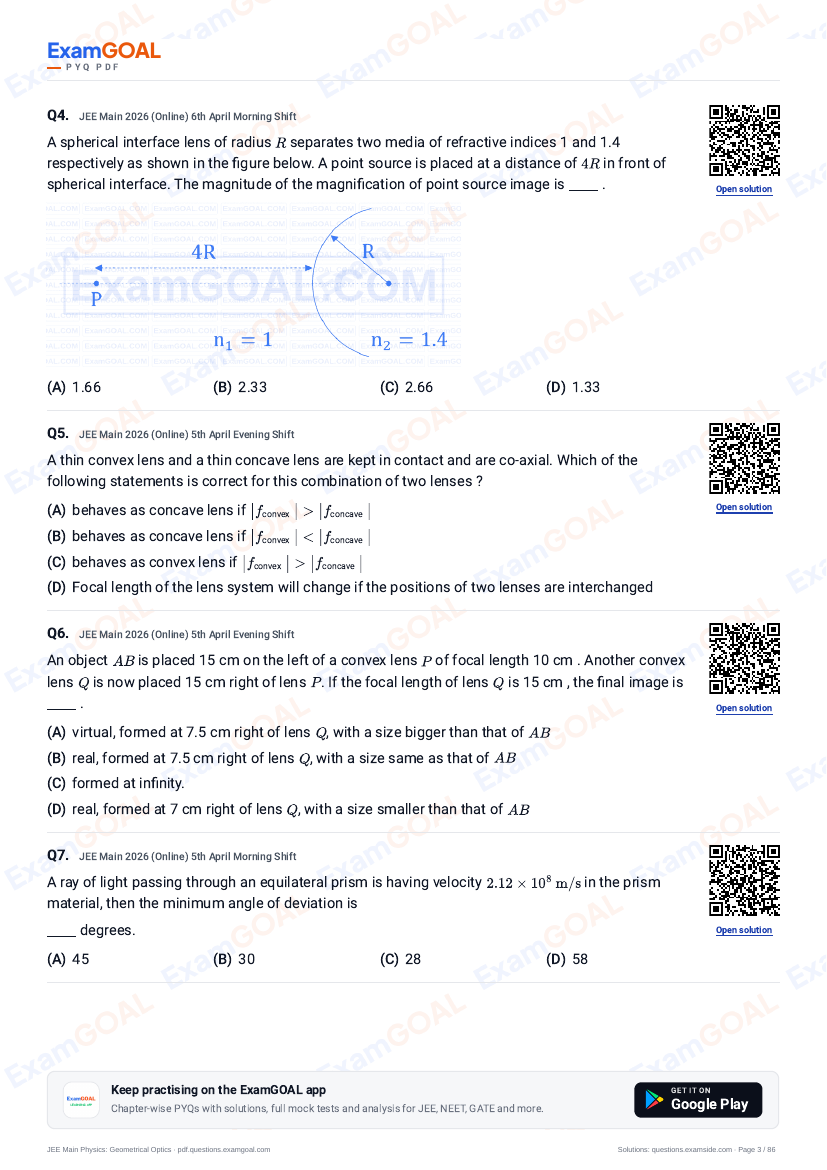 ExamGOAL
PYQ PDF
Q4. JEE Main 2026 (Online) 6th April Morning Shift
A spherical interface lens of radius R separates two media of refractive indices 1 and 1.4
respectively as shown in the figure below. A point source is placed at a distance of 4R in front of
spherical interface. The magnitude of the magnification of point source image is ____ .
Open solution
4R
R
P
n₁ = 1
n₂ = 1.4
ExamGOAL.COM
(A) 1.66 (B) 2.33 (C) 2.66 (D) 1.33
Q5. JEE Main 2026 (Online) 5th April Evening Shift
A thin convex lens and a thin concave lens are kept in contact and are co-axial. Which of the
following statements is correct for this combination of two lenses ?
Open solution
(A) behaves as concave lens if |f_convex| > |f_concave|
(B) behaves as concave lens if |f_convex| < |f_concave|
(C) behaves as convex lens if |f_convex| > |f_concave|
(D) Focal length of the lens system will change if the positions of two lenses are interchanged
Q6. JEE Main 2026 (Online) 5th April Evening Shift
An object AB is placed 15 cm on the left of a convex lens P of focal length 10 cm . Another convex
lens Q is now placed 15 cm right of lens P. If the focal length of lens Q is 15 cm , the final image is
____ .
Open solution
(A) virtual, formed at 7.5 cm right of lens Q, with a size bigger than that of AB
(B) real, formed at 7.5 cm right of lens Q, with a size same as that of AB
(C) formed at infinity.
(D) real, formed at 7 cm right of lens Q, with a size smaller than that of AB
Q7. JEE Main 2026 (Online) 5th April Morning Shift
A ray of light passing through an equilateral prism is having velocity 2.12 × 10⁸ m/s in the prism
material, then the minimum angle of deviation is
____ degrees.
Open solution
(A) 45 (B) 30 (C) 28 (D) 58
ExamGOAL
Keep practising on the ExamGOAL app
Chapter-wise PYQs with solutions, full mock tests and analysis for JEE, NEET, GATE and more.
GET IT ON
Google Play
JEE Main Physics: Geometrical Optics · pdf.questions.examgoal.com
Solutions: questions.examside.com · Page 3 / 86